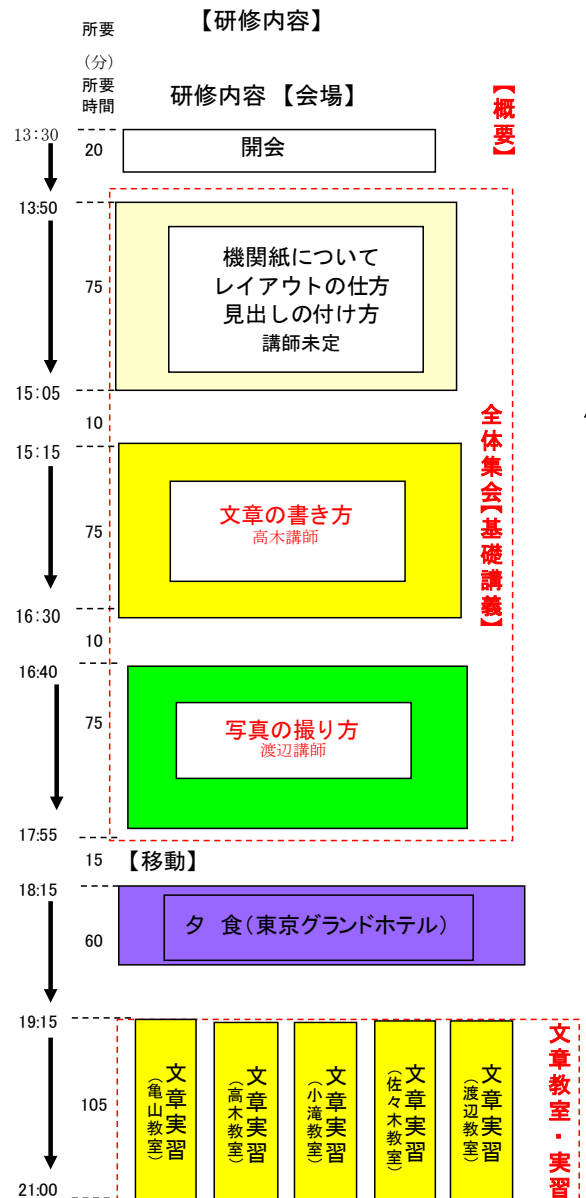 【研修内容】
所要
（分）
所要
時間
研修内容 【会場】
【概要】
13:30
20
開会
13:50
75
機関紙について
レイアウトの仕方
見出しの付け方
講師未定
15:05
10
15:15
75
文章の書き方
高木講師
全体集会【基礎講義】
16:30
10
16:40
75
写真の撮り方
渡辺講師
17:55
15
【移動】
18:15
60
夕　食（東京グランドホテル）
19:15
105
文章実習
（亀山教室）
文章実習
（高木教室）
文章実習
（小滝教室）
文章実習
（佐々木教室）
文章実習
（渡辺教室）
文章教室・実習
21:00